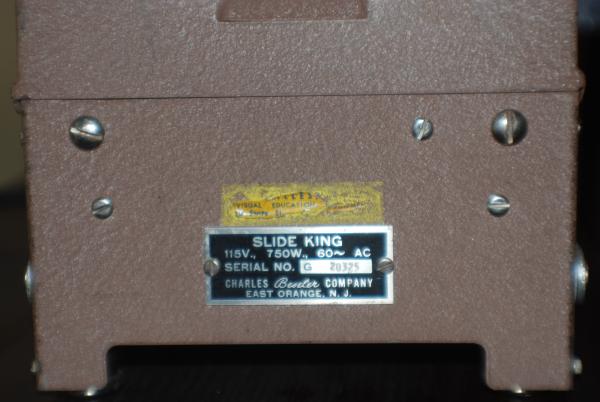 VISUAL EDUCATION
SLIDE KING
115V., 750W., 60~ AC
SERIAL NO. G 20325
CHARLES Beseler COMPANY
EAST ORANGE, N. J.